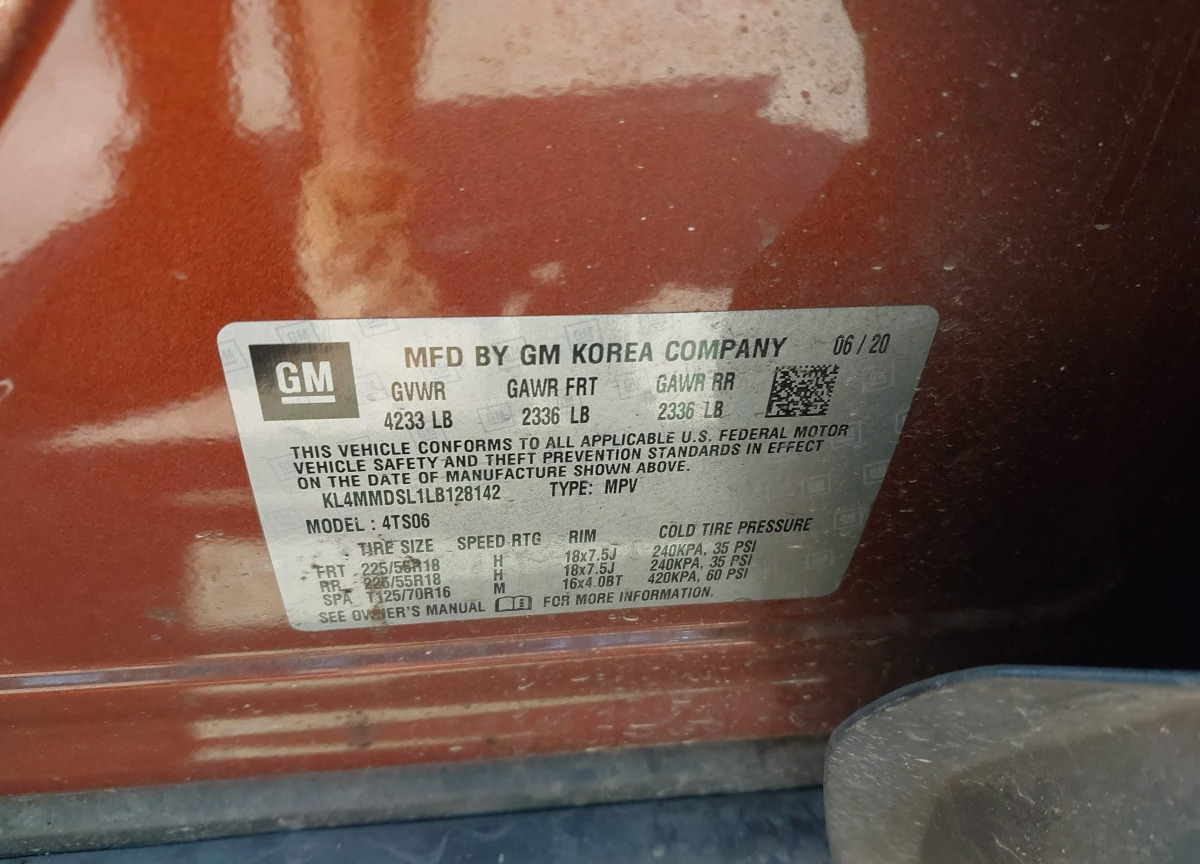 GM
MFD BY GM KOREA COMPANY 06 / 20
GVWR GAWR FRT GAWR RR
4233 LB 2336 LB 2336 LB
THIS VEHICLE CONFORMS TO ALL APPLICABLE U.S. FEDERAL MOTOR
VEHICLE SAFETY AND THEFT PREVENTION STANDARDS IN EFFECT
ON THE DATE OF MANUFACTURE SHOWN ABOVE.
KL4MMDSL1LB128142 TYPE: MPV
MODEL : 4TS06
TIRE SIZE SPEED RTG RIM COLD TIRE PRESSURE
FRT 225/55R18 H 18x7.5J 240KPA, 35 PSI
RR 225/55R18 H 18x7.5J 240KPA, 35 PSI
SPA T125/70R16 M 16x4.0BT 420KPA, 60 PSI
SEE OWNER'S MANUAL FOR MORE INFORMATION.